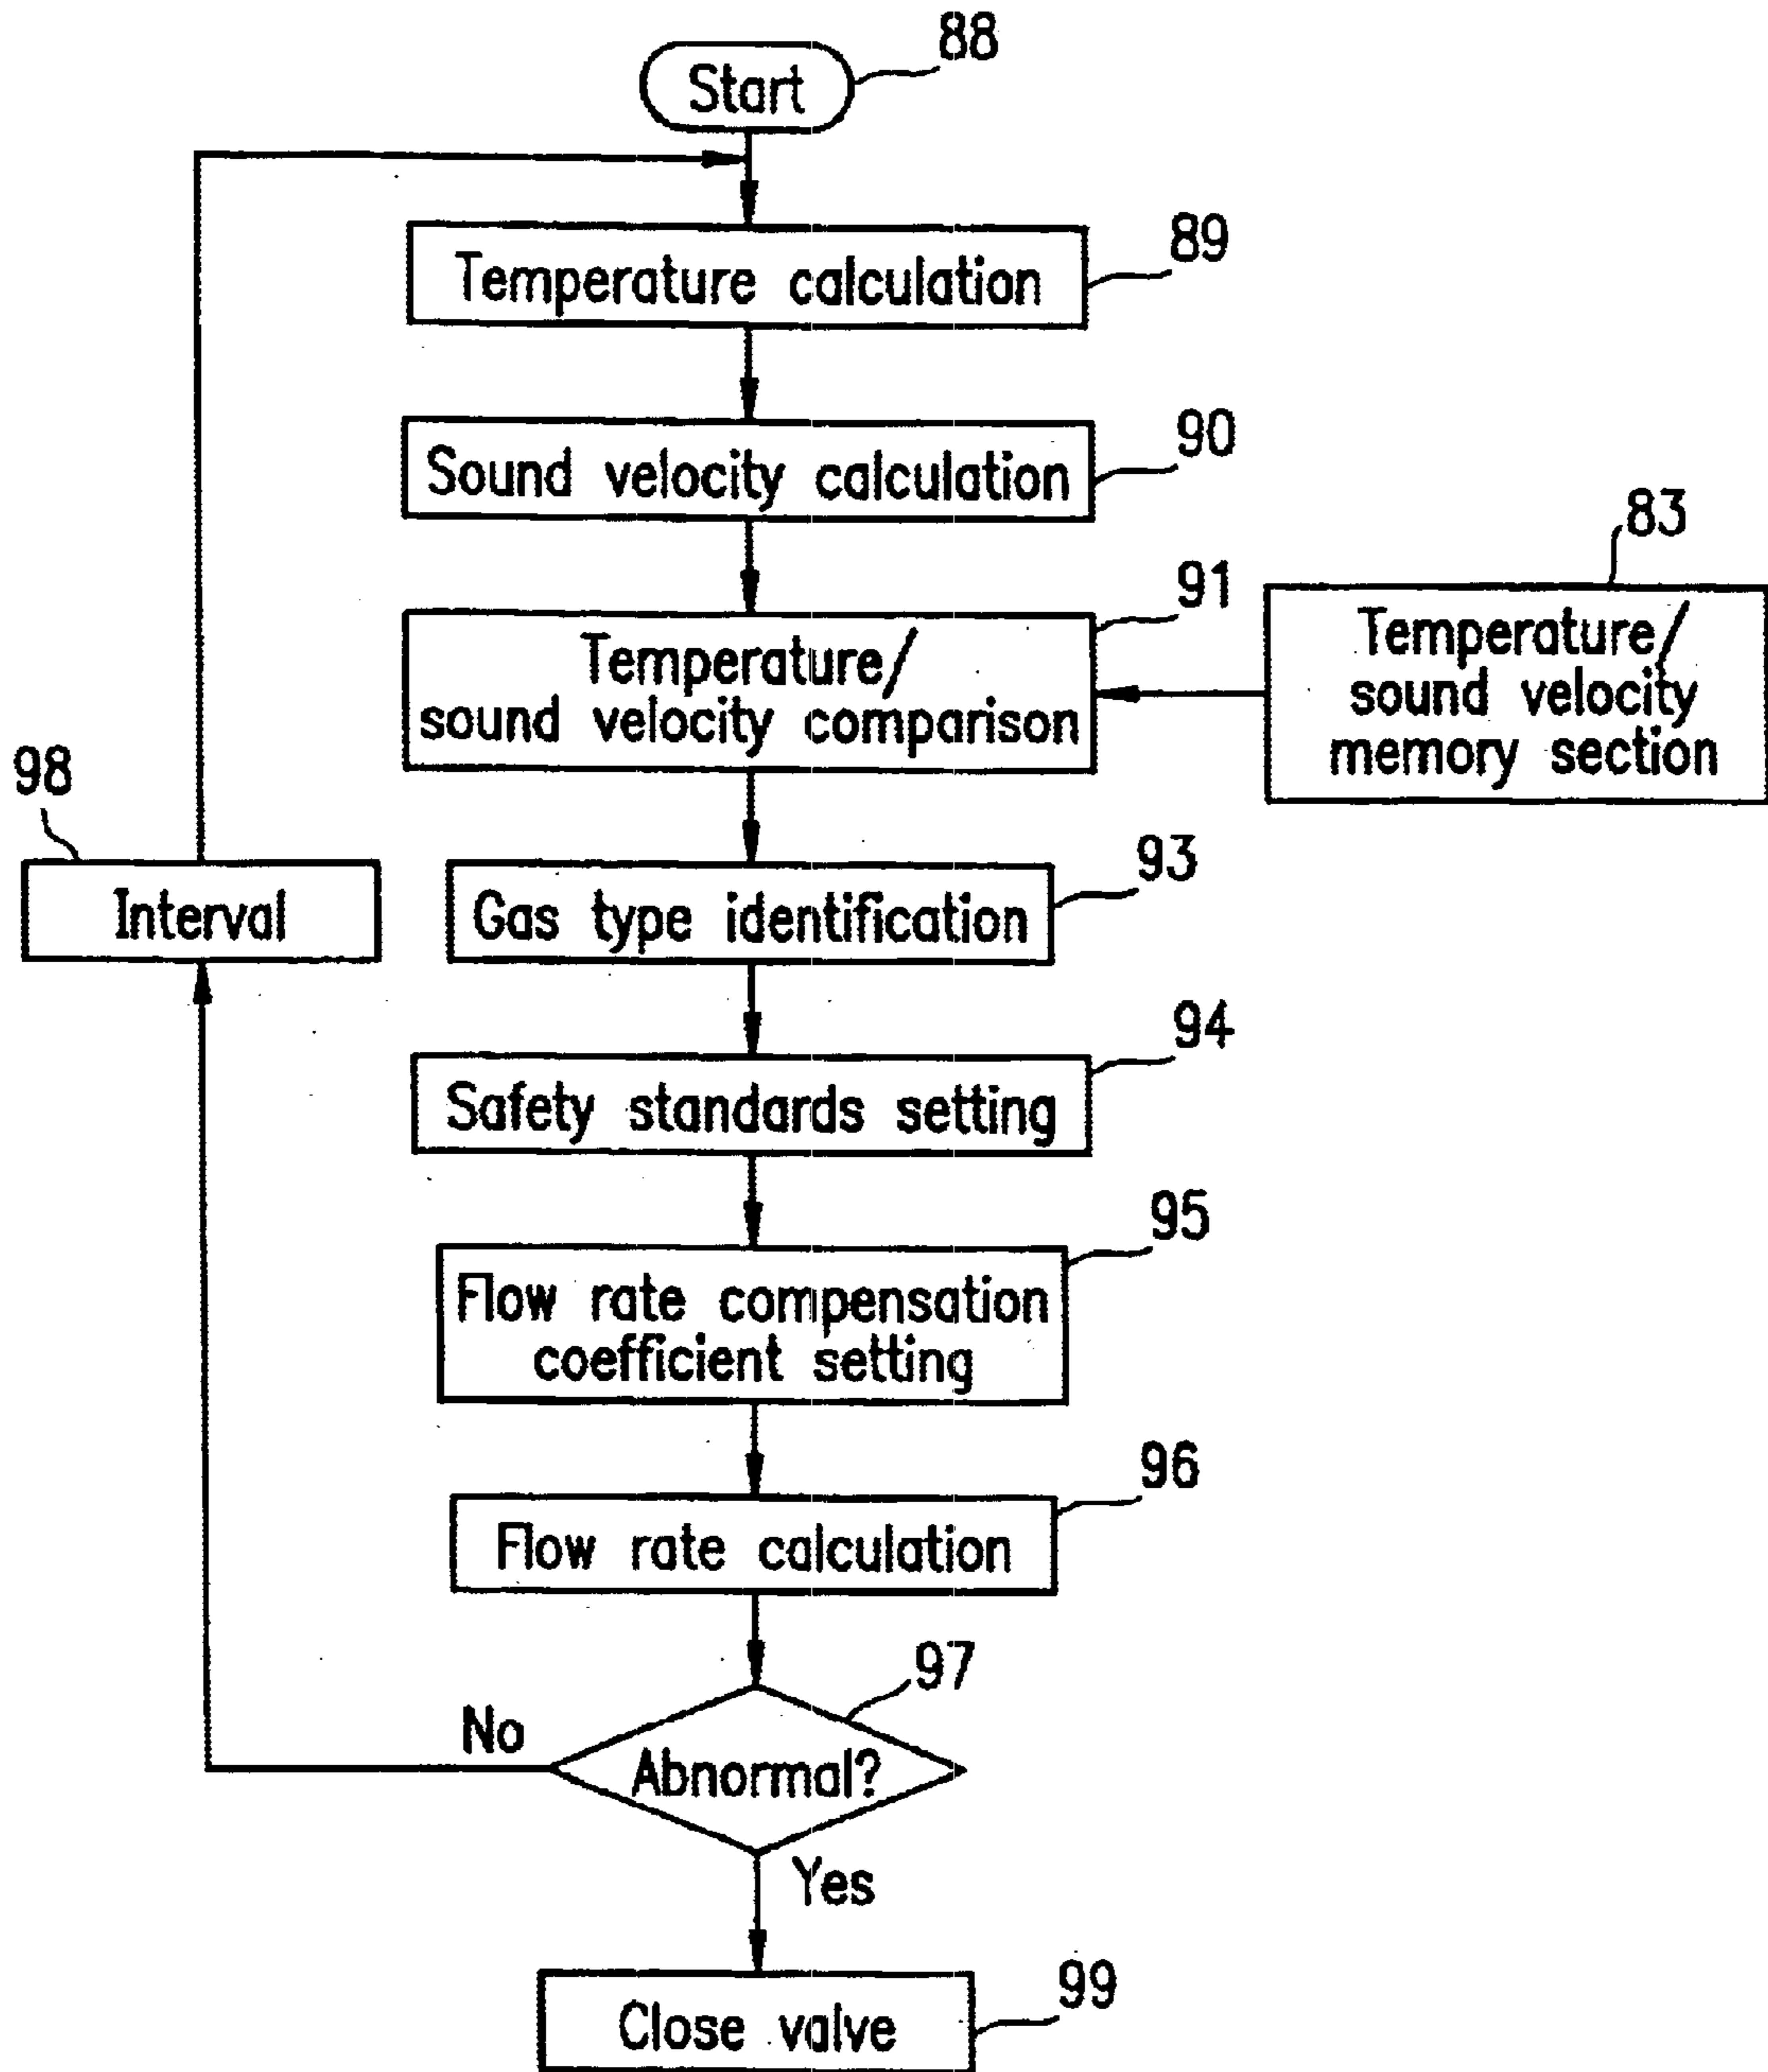 88
Start
89
Temperature calculation
90
Sound velocity calculation
83
91
Temperature/
sound velocity comparison
Temperature/
sound velocity
memory section
98
Interval
93
Gas type identification
94
Safety standards setting
95
Flow rate compensation
coefficient setting
96
Flow rate calculation
97
No
Abnormal?
Yes
99
Close valve